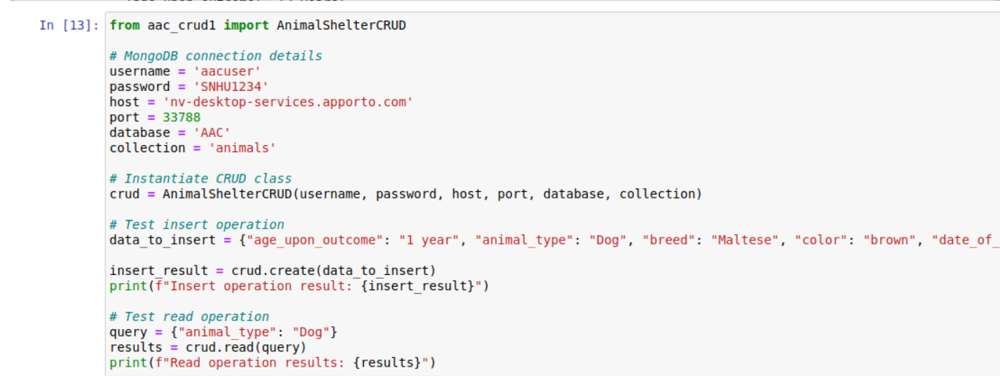 In [13]: from aac_crud1 import AnimalShelterCRUD
# MongoDB connection details
username = 'aacuser'
password = 'SNHU1234'
host = 'nv-desktop-services.apporto.com'
port = 33788
database = 'AAC'
collection = 'animals'
# Instantiate CRUD class
crud = AnimalShelterCRUD(username, password, host, port, database, collection)
# Test insert operation
data_to_insert = {"age_upon_outcome": "1 year", "animal_type": "Dog", "breed": "Maltese", "color": "brown", "date_of_
insert_result = crud.create(data_to_insert)
print(f"Insert operation result: {insert_result}")
# Test read operation
query = {"animal_type": "Dog"}
results = crud.read(query)
print(f"Read operation results: {results}")